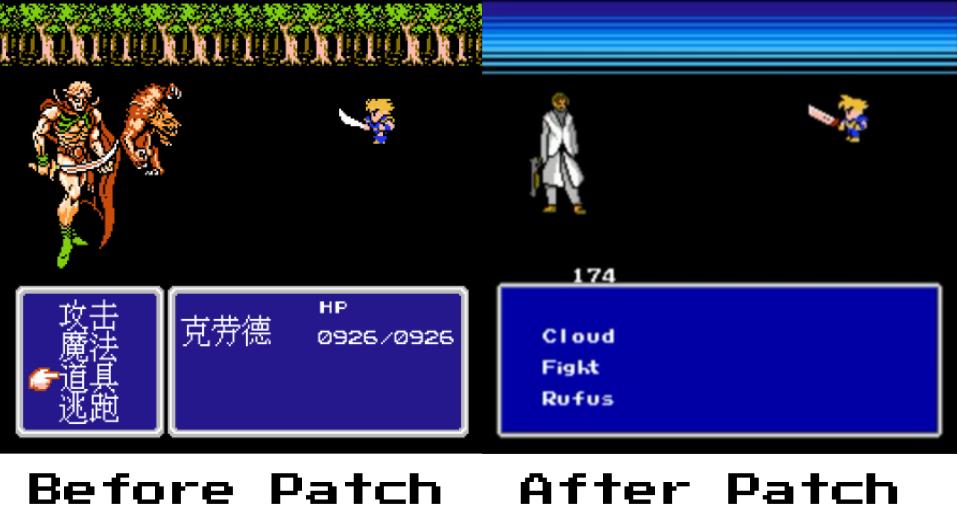 攻击
魔法
道具
逃跑
HP
克劳德
0926/0926
Before Patch
174
Cloud
Fight
Rufus
After Patch